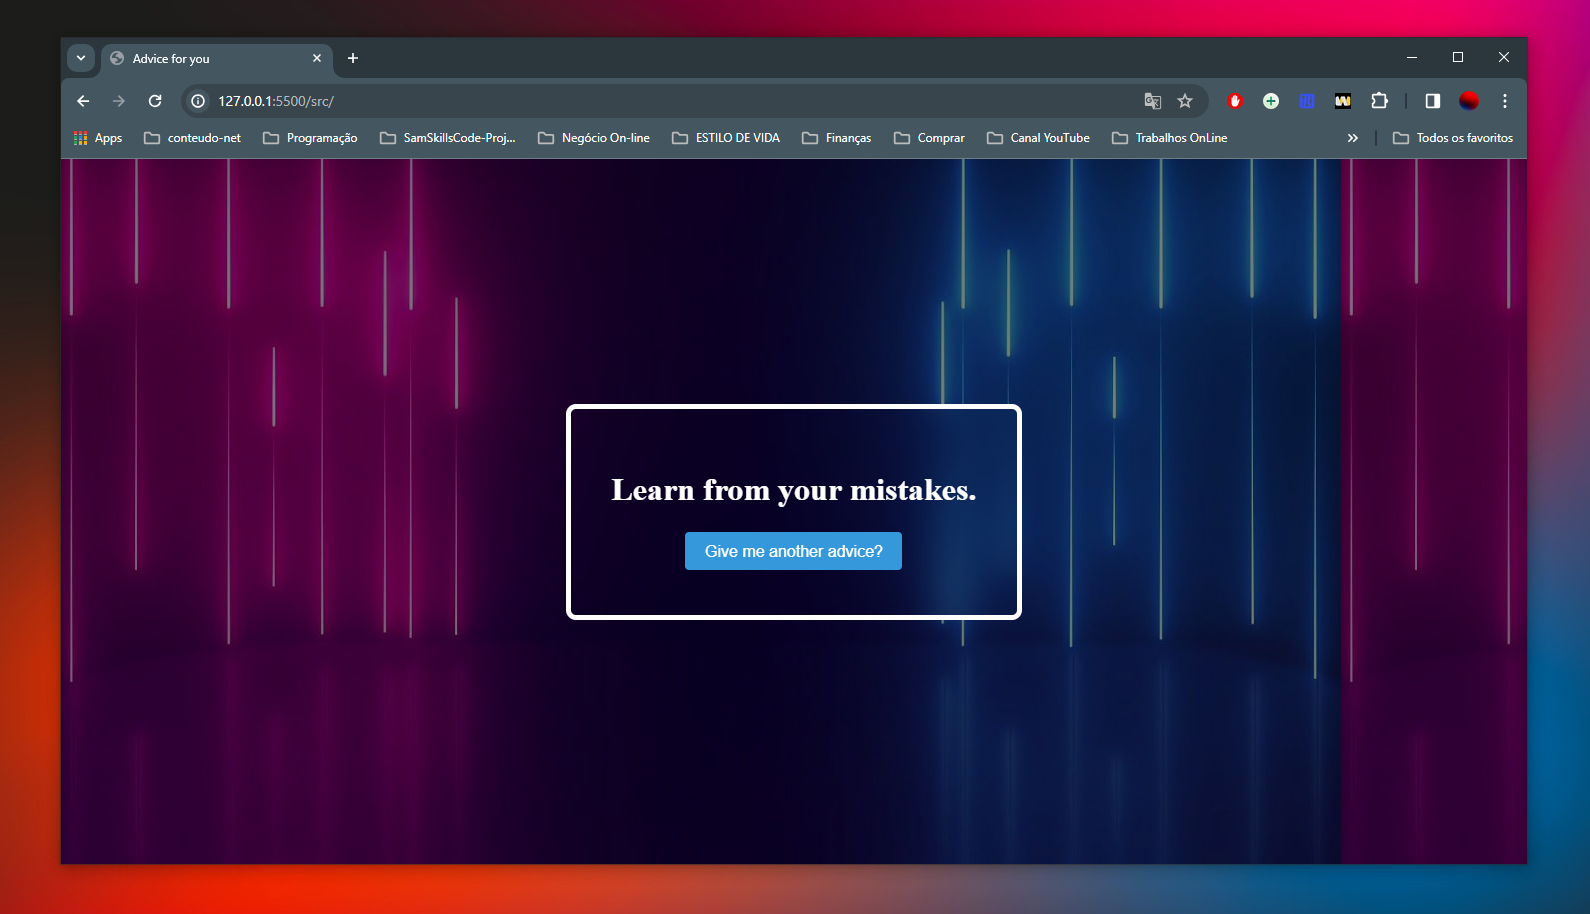 Advice for you
127.0.0.1:5500/src/
Apps conteudo-net Programação SamSkillsCode-Proj... Negócio On-line ESTILO DE VIDA Finanças Comprar Canal YouTube Trabalhos OnLine » Todos os favoritos
Learn from your mistakes.
Give me another advice?